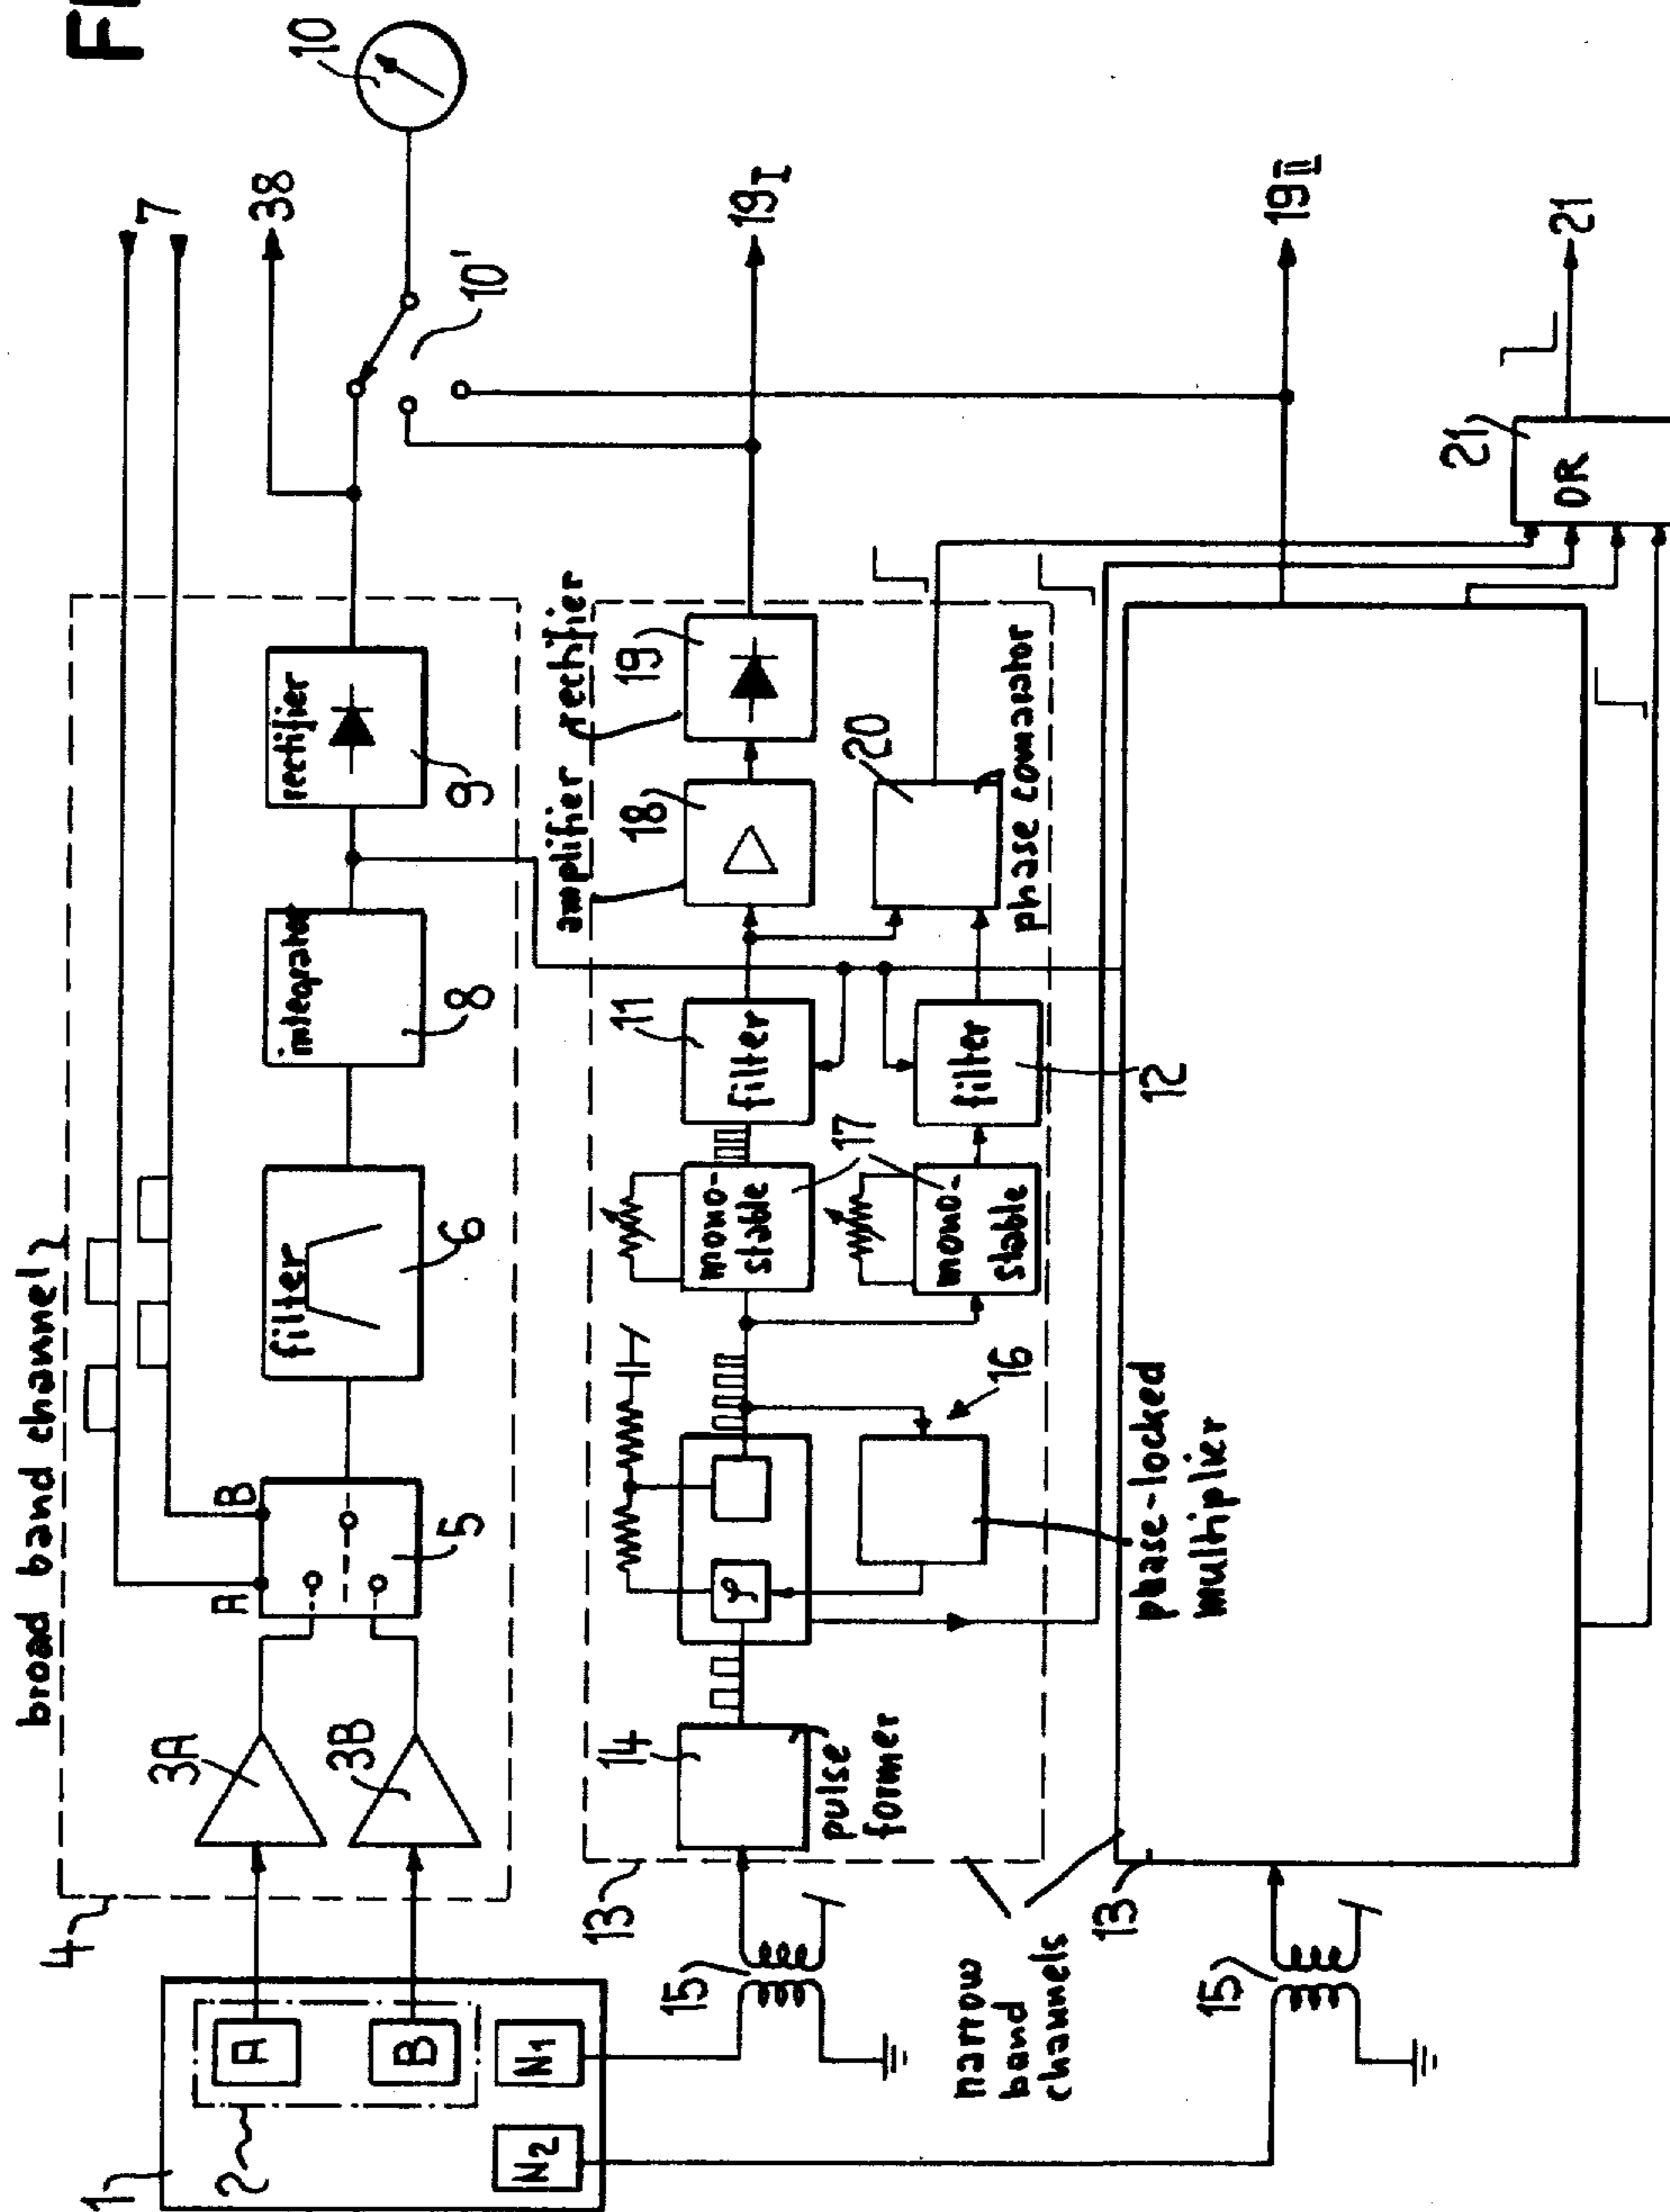 FI
10
7
38
10'
broad band channel
A
B
3A
3B
5
filter
6
integrator
8
rectifier
9
4
1
2
A
B
N1
N2
19I
19II
21
21
OR
amplifier
rectifier
18
19
20
phase comparator
11
filter
filter
12
17
mono-
stable
mono-
stable
16
φ
phase-locked
multiplier
14
pulse
former
13
13
15
15
narrow
band
channels